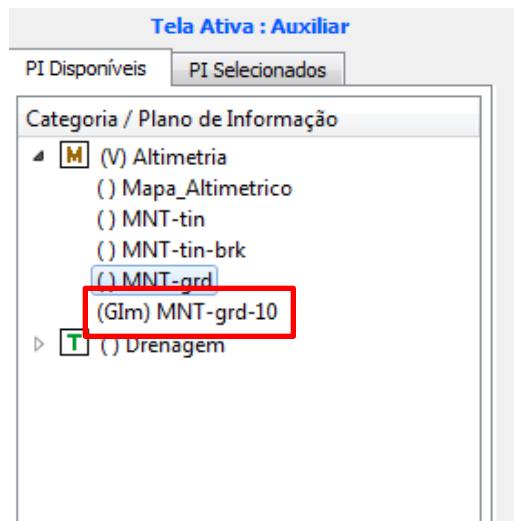 Tela Ativa : Auxiliar
PI Disponíveis PI Selecionados
Categoria / Plano de Informação
M (V) Altimetria
() Mapa_Altimetrico
() MNT-tin
() MNT-tin-brk
() MNT-grd
(GIm) MNT-grd-10
T () Drenagem